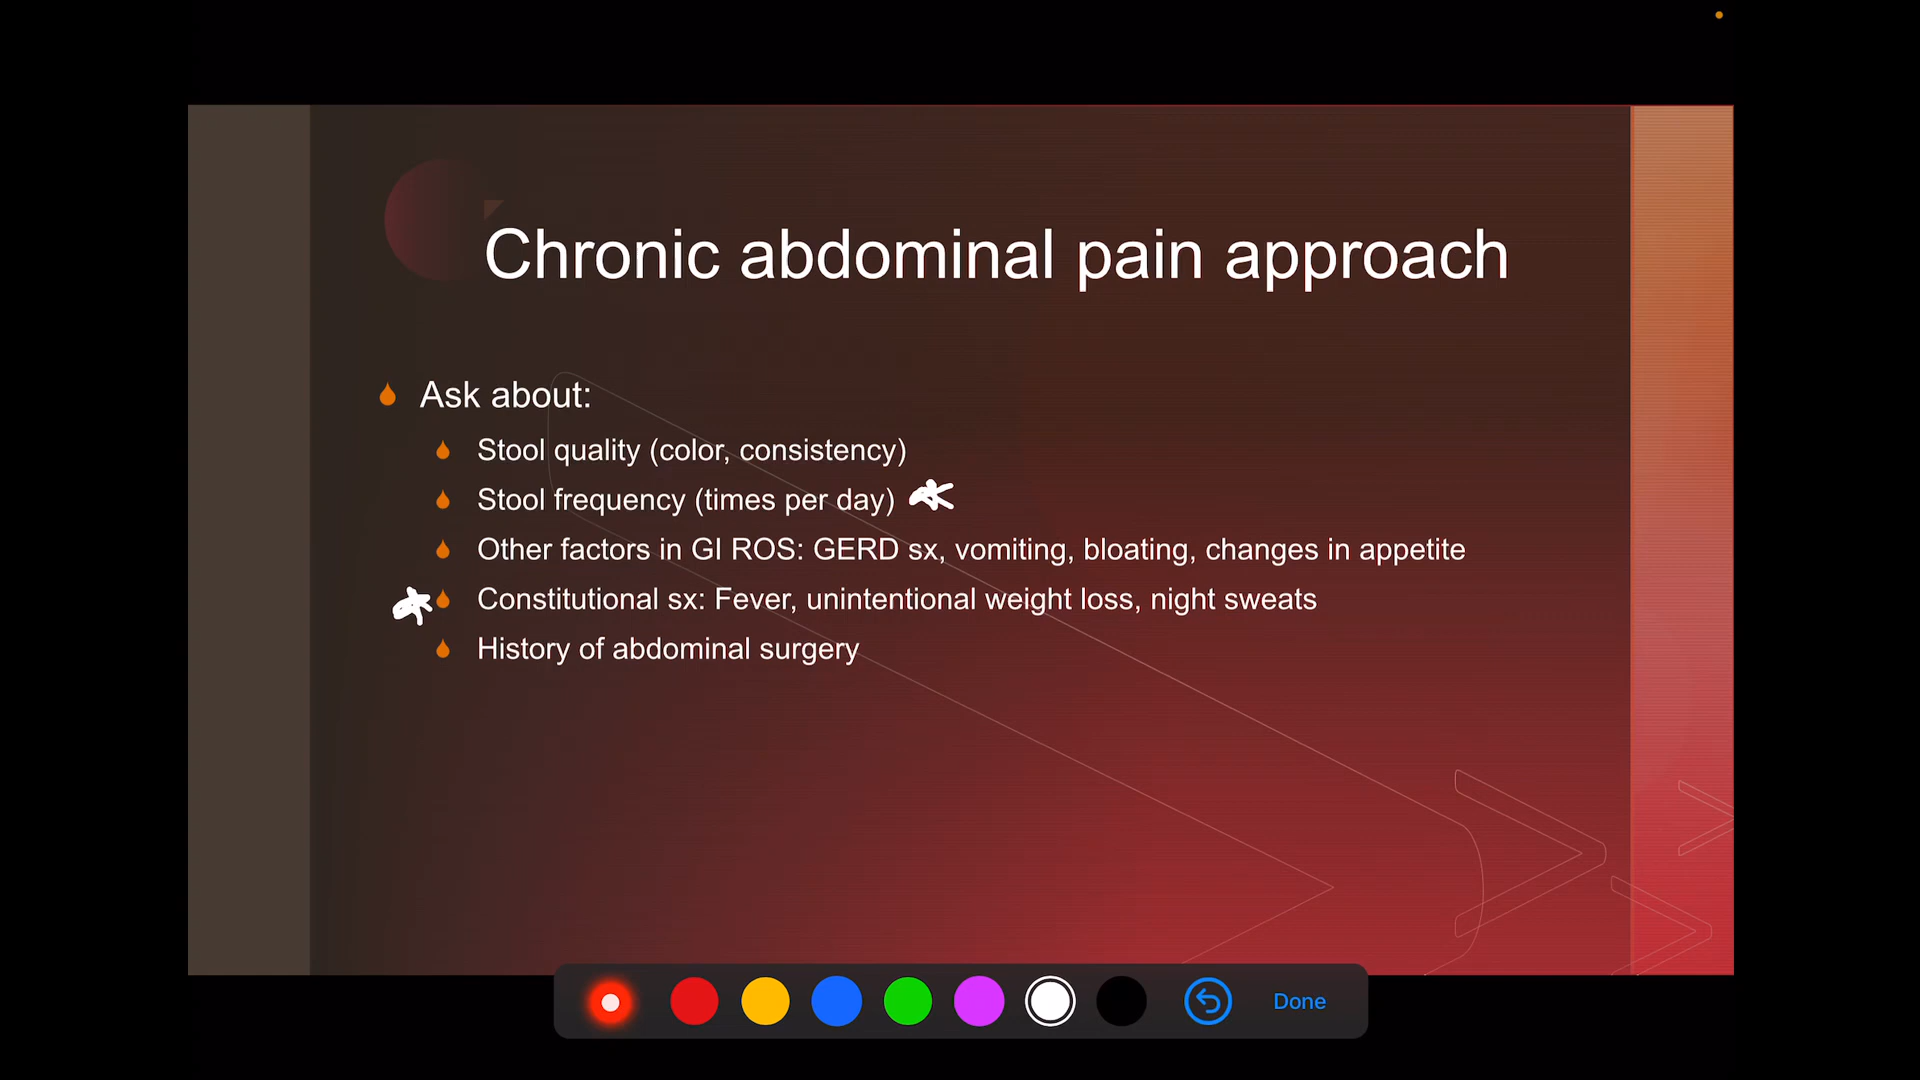 Chronic abdominal pain approach
Ask about:
Stool quality (color, consistency)
Stool frequency (times per day)
Other factors in GI ROS: GERD sx, vomiting, bloating, changes in appetite
Constitutional sx: Fever, unintentional weight loss, night sweats
History of abdominal surgery
Done